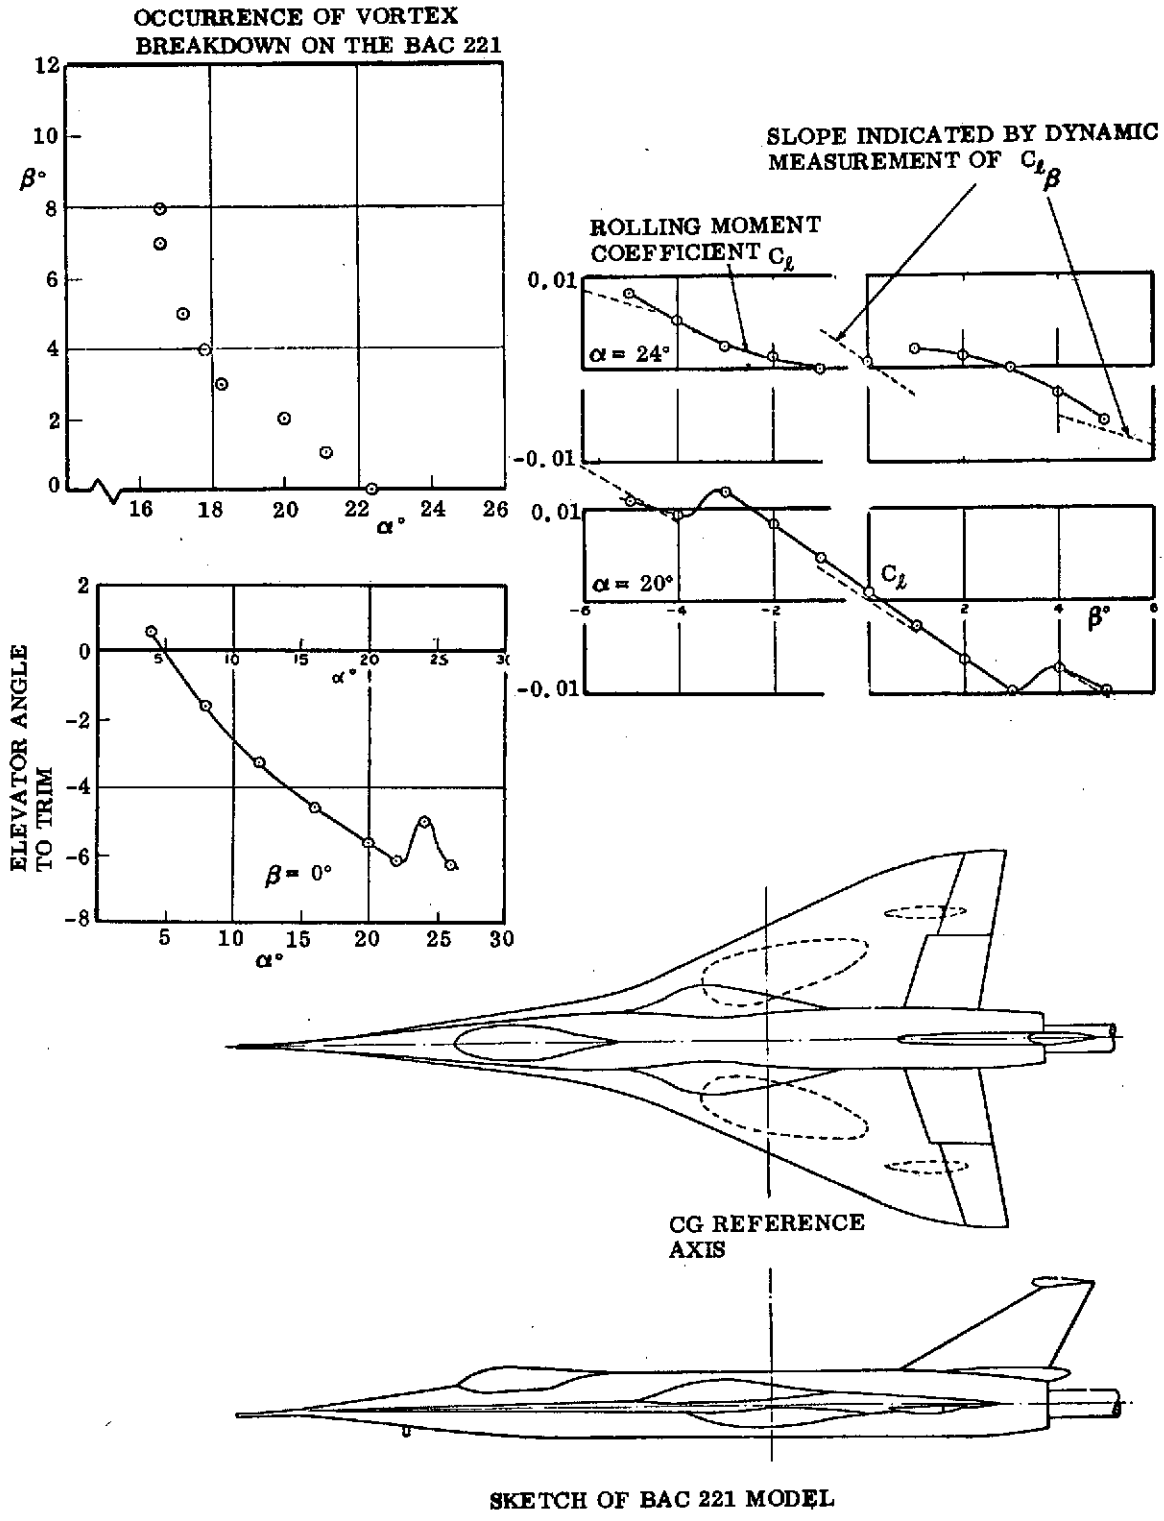 OCCURRENCE OF VORTEX
BREAKDOWN ON THE BAC 221
12
10
β°
8
6
4
2
0
16 18 20 22 24 26
α°
SLOPE INDICATED BY DYNAMIC
MEASUREMENT OF Cℓβ
ROLLING MOMENT
COEFFICIENT Cℓ
0.01
α = 24°
-0.01
0.01
Cℓ
α = 20°
-6 -4 -2 2 4 6
β°
-0.01
2
0
5 10 15 20 25 30
α°
-2
-4
-6
-8
ELEVATOR ANGLE
TO TRIM
β = 0°
5 10 15 20 25 30
α°
CG REFERENCE
AXIS
SKETCH OF BAC 221 MODEL